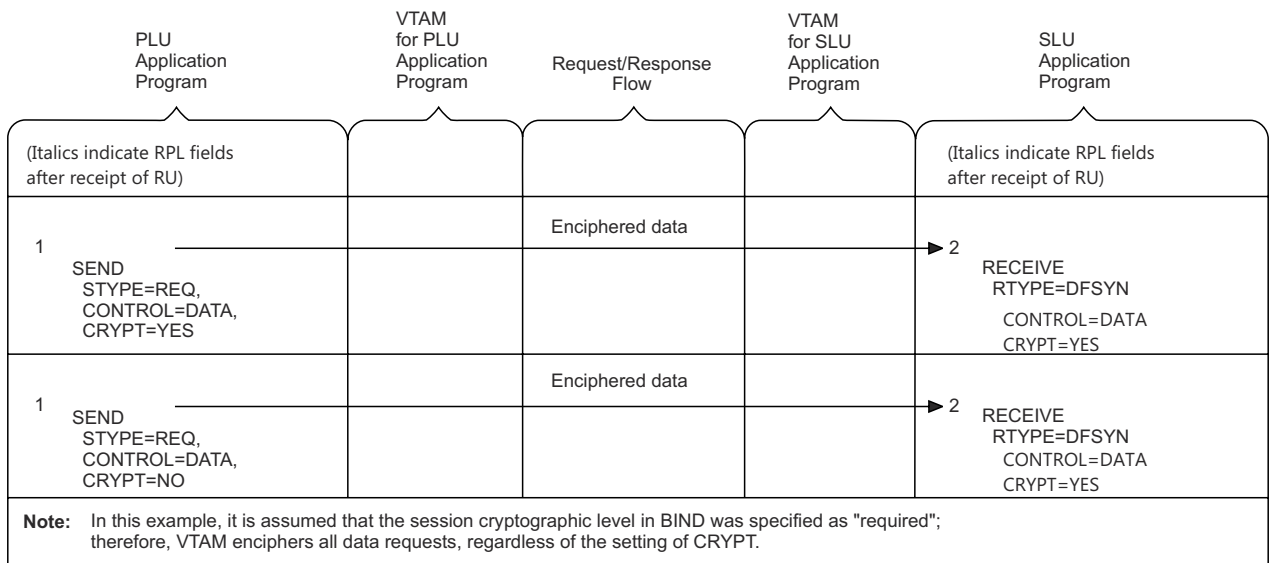 PLU
Application
Program
VTAM
for PLU
Application
Program
Request/Response
Flow
VTAM
for SLU
Application
Program
SLU
Application
Program
(Italics indicate RPL fields
after receipt of RU)
(Italics indicate RPL fields
after receipt of RU)
1
SEND
STYPE=REQ,
CONTROL=DATA,
CRYPT=YES
Enciphered data
2
RECEIVE
RTYPE=DFSYN
CONTROL=DATA
CRYPT=YES
1
SEND
STYPE=REQ,
CONTROL=DATA,
CRYPT=NO
Enciphered data
2
RECEIVE
RTYPE=DFSYN
CONTROL=DATA
CRYPT=YES
Note: In this example, it is assumed that the session cryptographic level in BIND was specified as "required";
therefore, VTAM enciphers all data requests, regardless of the setting of CRYPT.